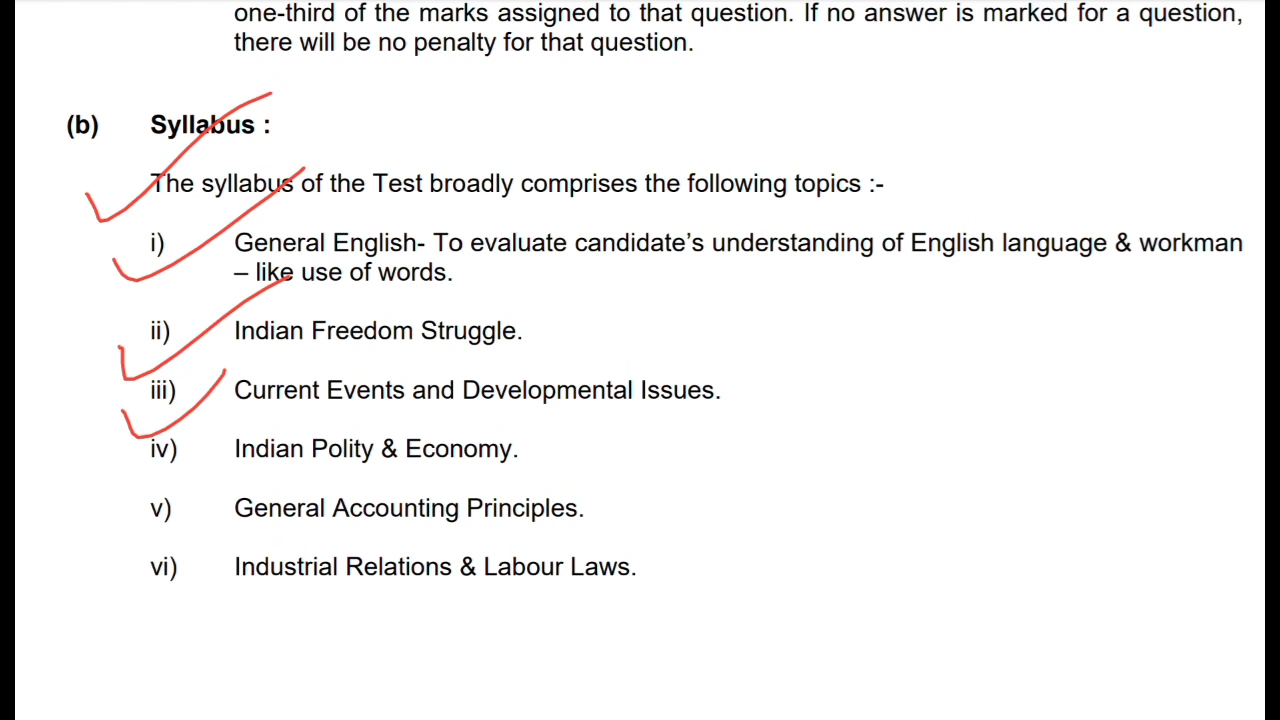 one-third of the marks assigned to that question. If no answer is marked for a question,
there will be no penalty for that question.
(b) Syllabus :
The syllabus of the Test broadly comprises the following topics :-
i) General English- To evaluate candidate’s understanding of English language & workman
– like use of words.
ii) Indian Freedom Struggle.
iii) Current Events and Developmental Issues.
iv) Indian Polity & Economy.
v) General Accounting Principles.
vi) Industrial Relations & Labour Laws.